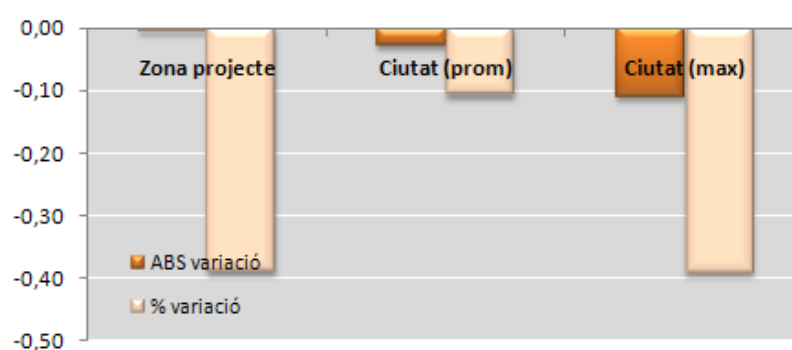 0,00
Zona projecte Ciutat (prom) Ciutat (max)
-0,10
-0,20
-0,30
ABS variació
-0,40
% variació
-0,50